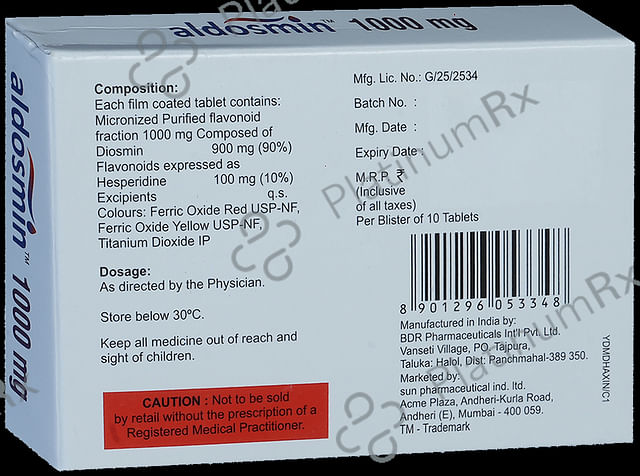 aldosmin™ 1000 mg
aldosmin™ 1000 mg
Composition:
Each film coated tablet contains:
Micronized Purified flavonoid
fraction 1000 mg Composed of
Diosmin 900 mg (90%)
Flavonoids expressed as
Hesperidine 100 mg (10%)
Excipients q.s.
Colours: Ferric Oxide Red USP-NF,
Ferric Oxide Yellow USP-NF,
Titanium Dioxide IP
Dosage:
As directed by the Physician.
Store below 30ºC.
Keep all medicine out of reach and
sight of children.
CAUTION : Not to be sold
by retail without the prescription of a
Registered Medical Practitioner.
Mfg. Lic. No.: G/25/2534
Batch No. :
Mfg. Date :
Expiry Date :
M.R.P. ₹
(Inclusive
of all taxes)
Per Blister of 10 Tablets
8 901296 053348
Manufactured in India by:
BDR Pharmaceuticals Int'l Pvt. Ltd.
Vanseti Village, PO. Tajpura,
Taluka: Halol, Dist: Panchmahal-389 350.
Marketed by:
sun pharmaceutical ind. ltd.
Acme Plaza, Andheri-Kurla Road,
Andheri (E), Mumbai - 400 059.
TM - Trademark
PlatinumRx
PlatinumRx
PlatinumRx
Rx